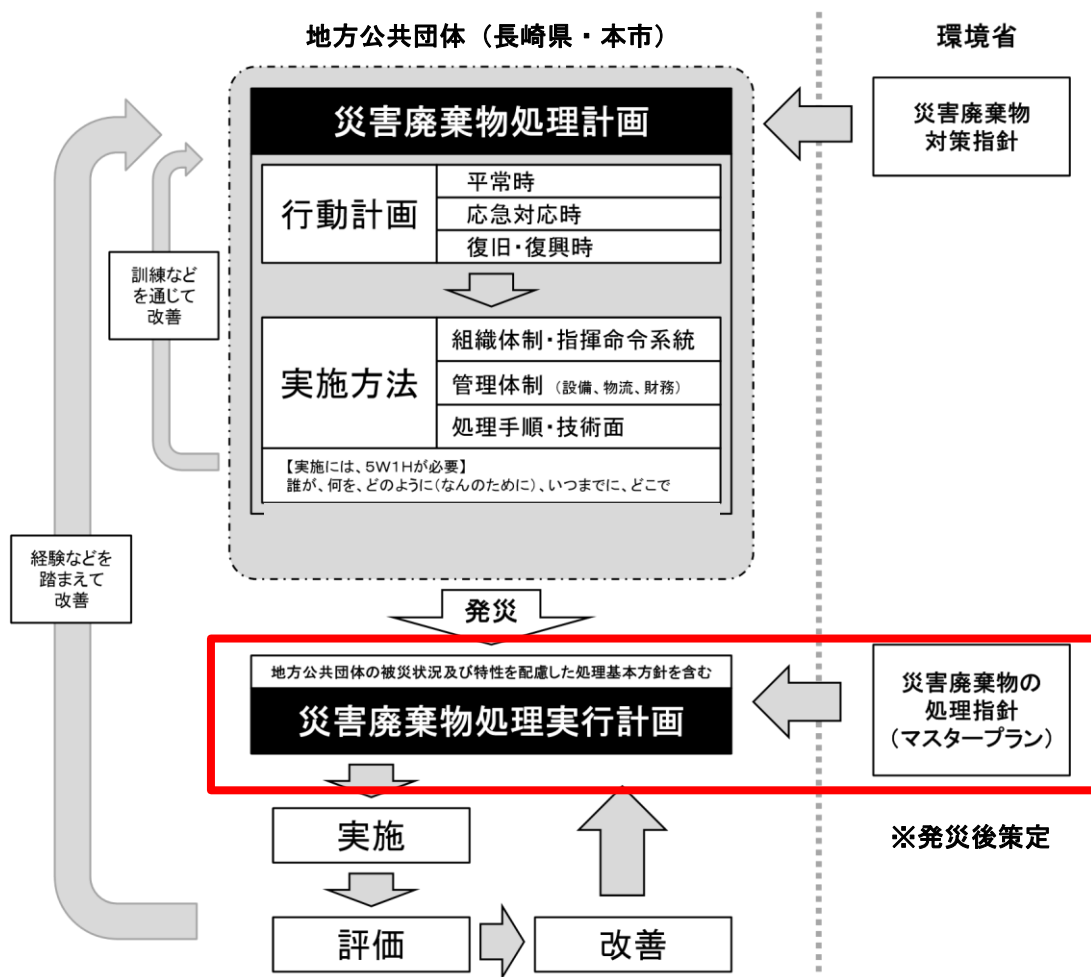 地方公共団体（長崎県・本市）
環境省
災害廃棄物処理計画
災害廃棄物
対策指針
行動計画
平常時
応急対応時
復旧・復興時
訓練など
を通じて
改善
実施方法
組織体制・指揮命令系統
管理体制（設備、物流、財務）
処理手順・技術面
【実施には、5W1Hが必要】
誰が、何を、どのように(なんのために)、いつまでに、どこで
経験などを
踏まえて
改善
発災
地方公共団体の被災状況及び特性を配慮した処理基本方針を含む
災害廃棄物処理実行計画
災害廃棄物の
処理指針
（マスタープラン）
実施
※発災後策定
評価
改善